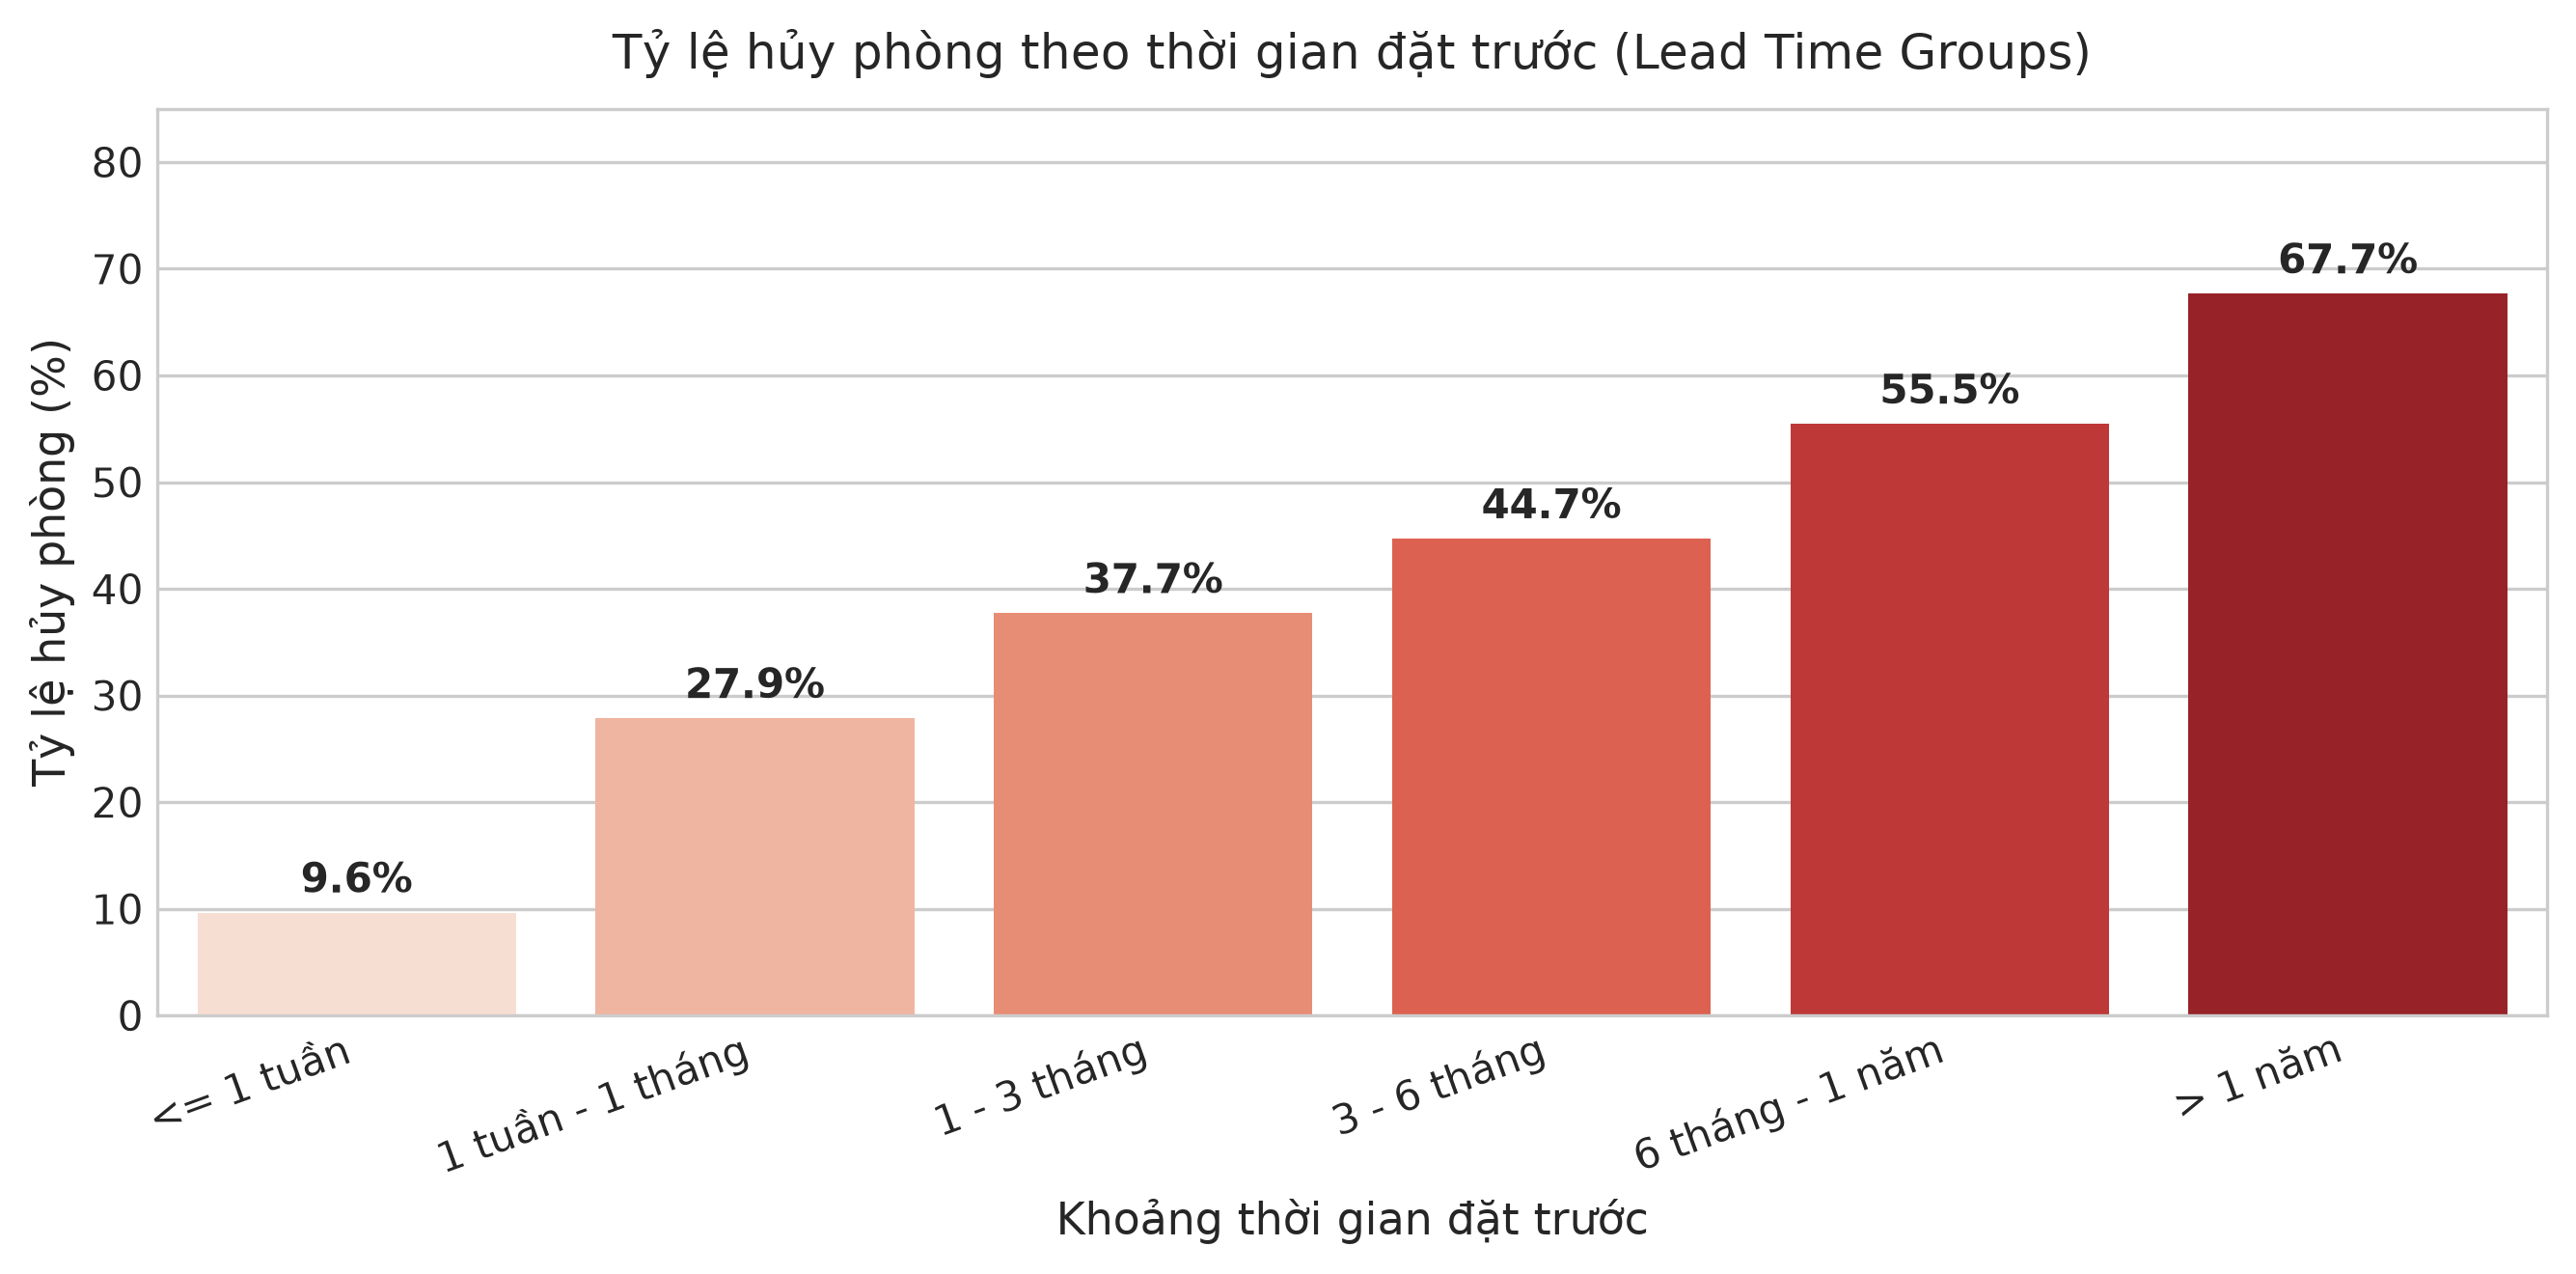 Tỷ lệ hủy phòng theo thời gian đặt trước (Lead Time Groups)
Tỷ lệ hủy phòng (%)
80
70
60
50
40
30
20
10
0
9.6%
27.9%
37.7%
44.7%
55.5%
67.7%
<= 1 tuần
1 tuần - 1 tháng
1 - 3 tháng
3 - 6 tháng
6 tháng - 1 năm
> 1 năm
Khoảng thời gian đặt trước